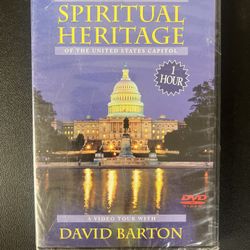 SPIRITUAL
HERITAGE
OF THE UNITED STATES CAPITOL
1
HOUR
DVD
A VIDEO TOUR WITH
DAVID BARTON